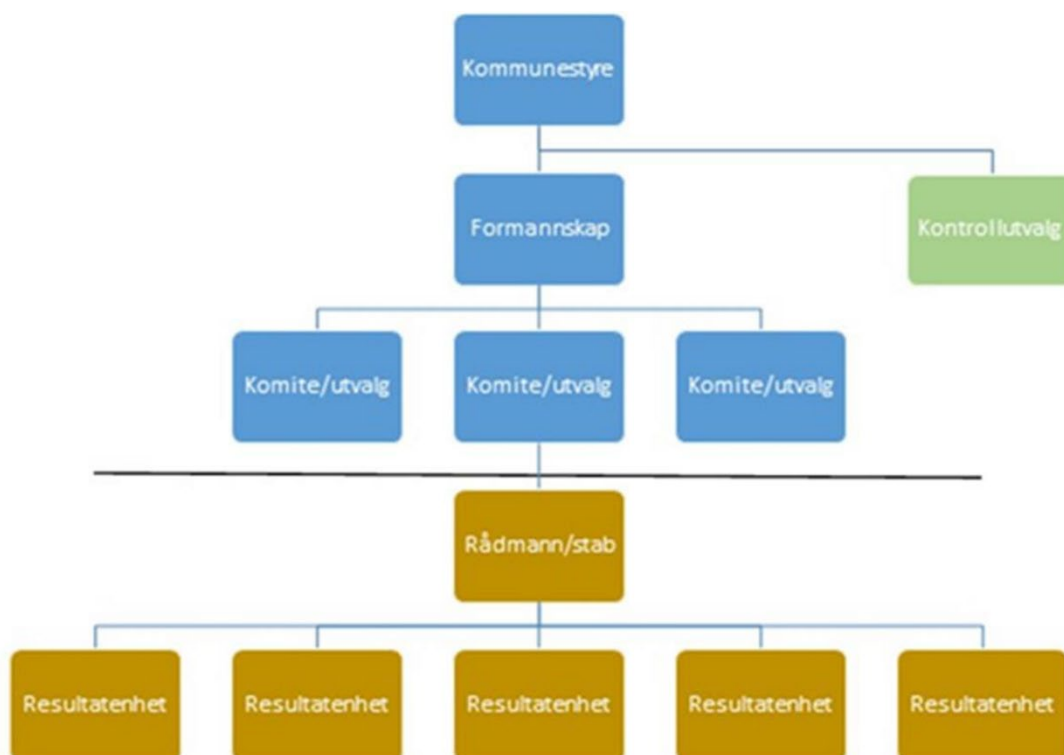 Kommunestyre
Formannskap
Kontrollutvalg
Komite/utvalg
Komite/utvalg
Komite/utvalg
Rådmann/stab
Resultatenhet
Resultatenhet
Resultatenhet
Resultatenhet
Resultatenhet